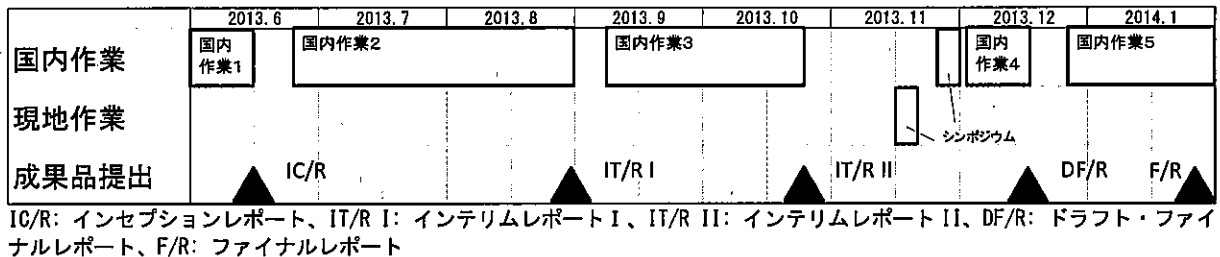 2013.6 2013.7 2013.8 2013.9 2013.10 2013.11 2013.12 2014.1
国内作業 国内作業1 国内作業2 国内作業3 国内作業4 国内作業5
現地作業
シンポジウム
成果品提出 IC/R IT/R I IT/R II DF/R F/R
IC/R: インセプションレポート、IT/R I: インテリムレポートI、IT/R II: インテリムレポートII、DF/R: ドラフト・ファイ
ナルレポート、F/R: ファイナルレポート